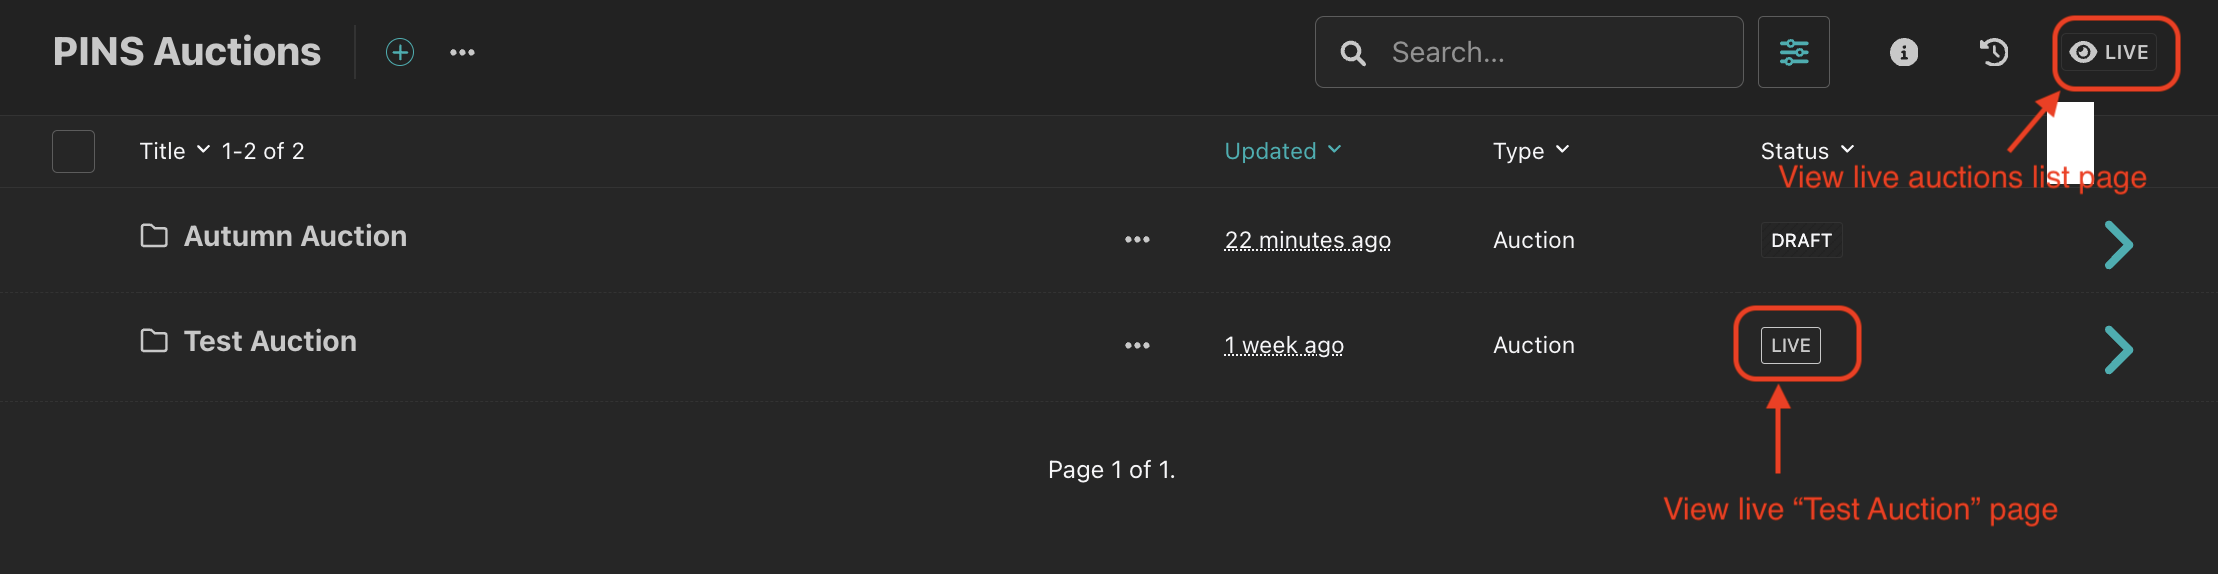 PINS Auctions
Search...
LIVE
Title 1-2 of 2 Updated Type Status
View live auctions list page
Autumn Auction 22 minutes ago Auction DRAFT
Test Auction 1 week ago Auction LIVE
Page 1 of 1.
View live “Test Auction” page